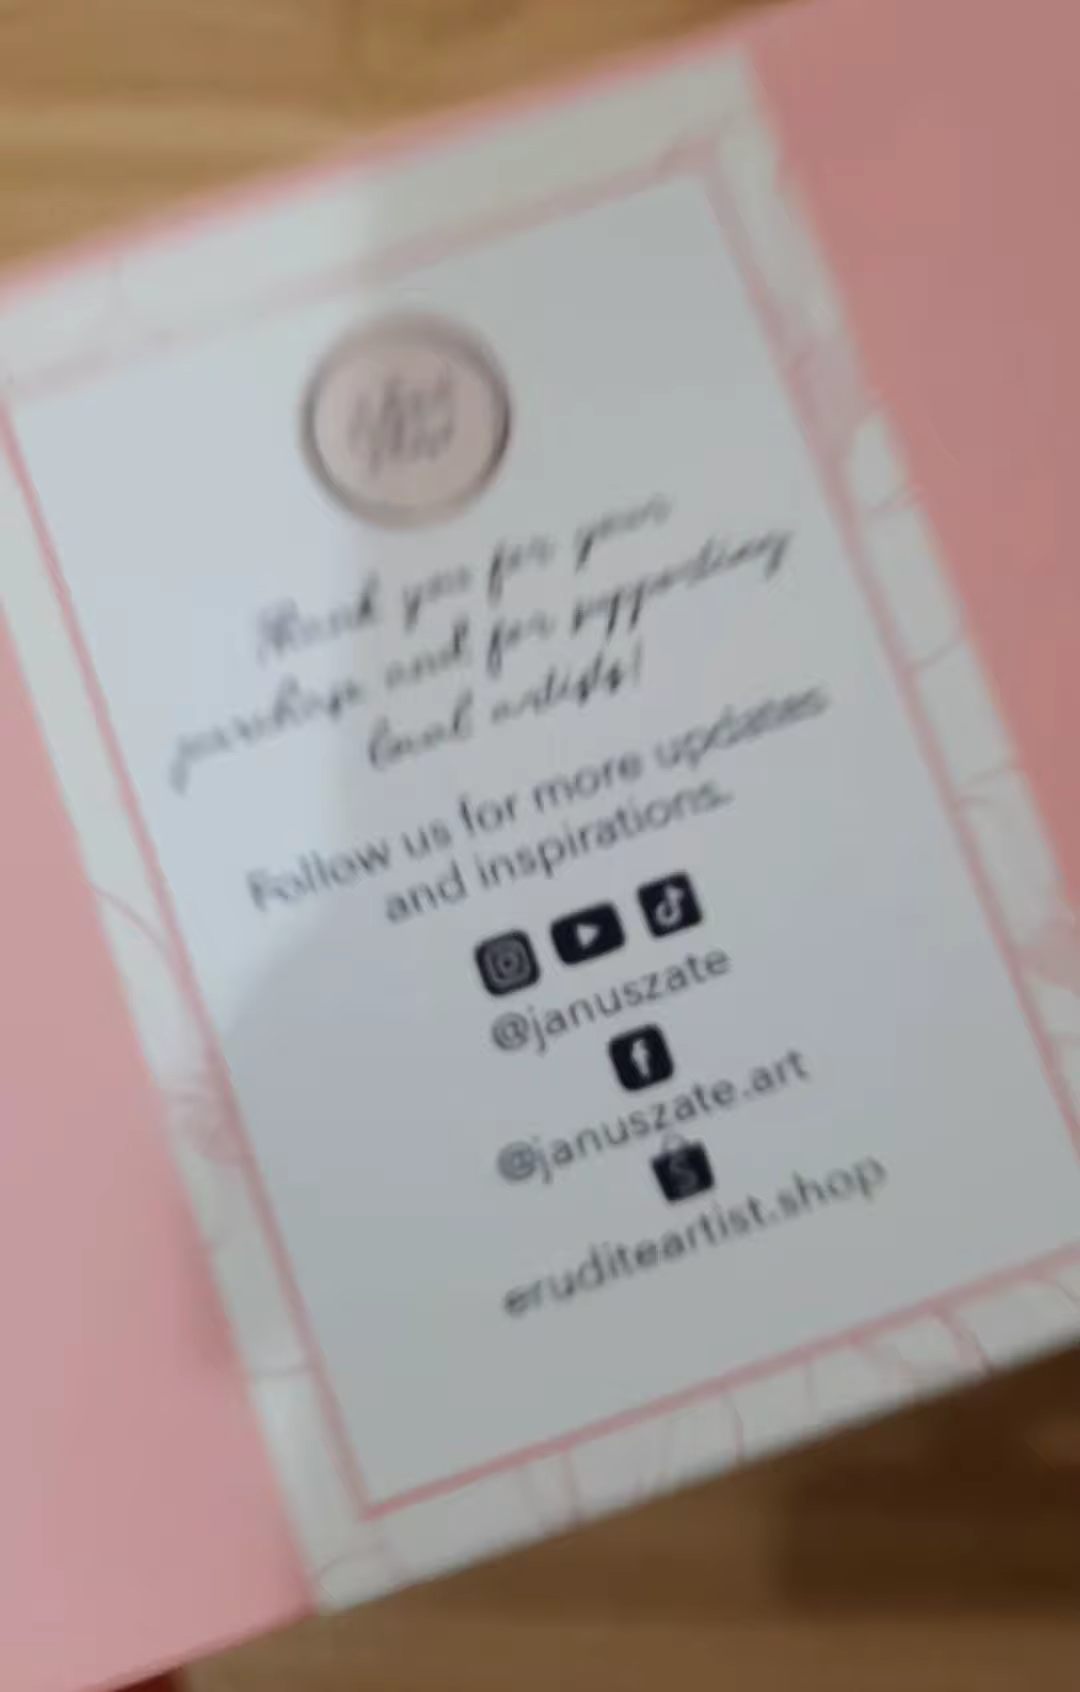 Thank you for your
purchase and for supporting
local artists!
Follow us for more updates
and inspirations.
@januszate
@januszate.art
eruditeartist.shop